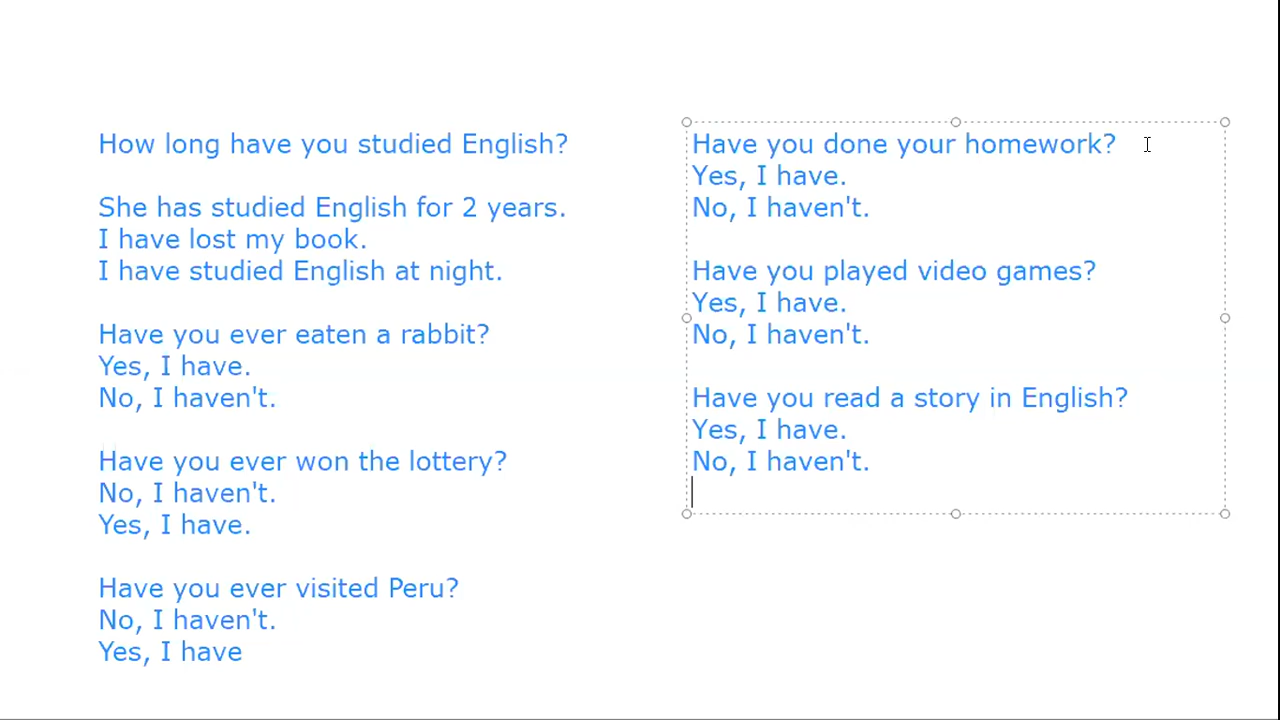 How long have you studied English?
She has studied English for 2 years.
I have lost my book.
I have studied English at night.
Have you ever eaten a rabbit?
Yes, I have.
No, I haven't.
Have you ever won the lottery?
No, I haven't.
Yes, I have.
Have you ever visited Peru?
No, I haven't.
Yes, I have
Have you done your homework?
Yes, I have.
No, I haven't.
Have you played video games?
Yes, I have.
No, I haven't.
Have you read a story in English?
Yes, I have.
No, I haven't.